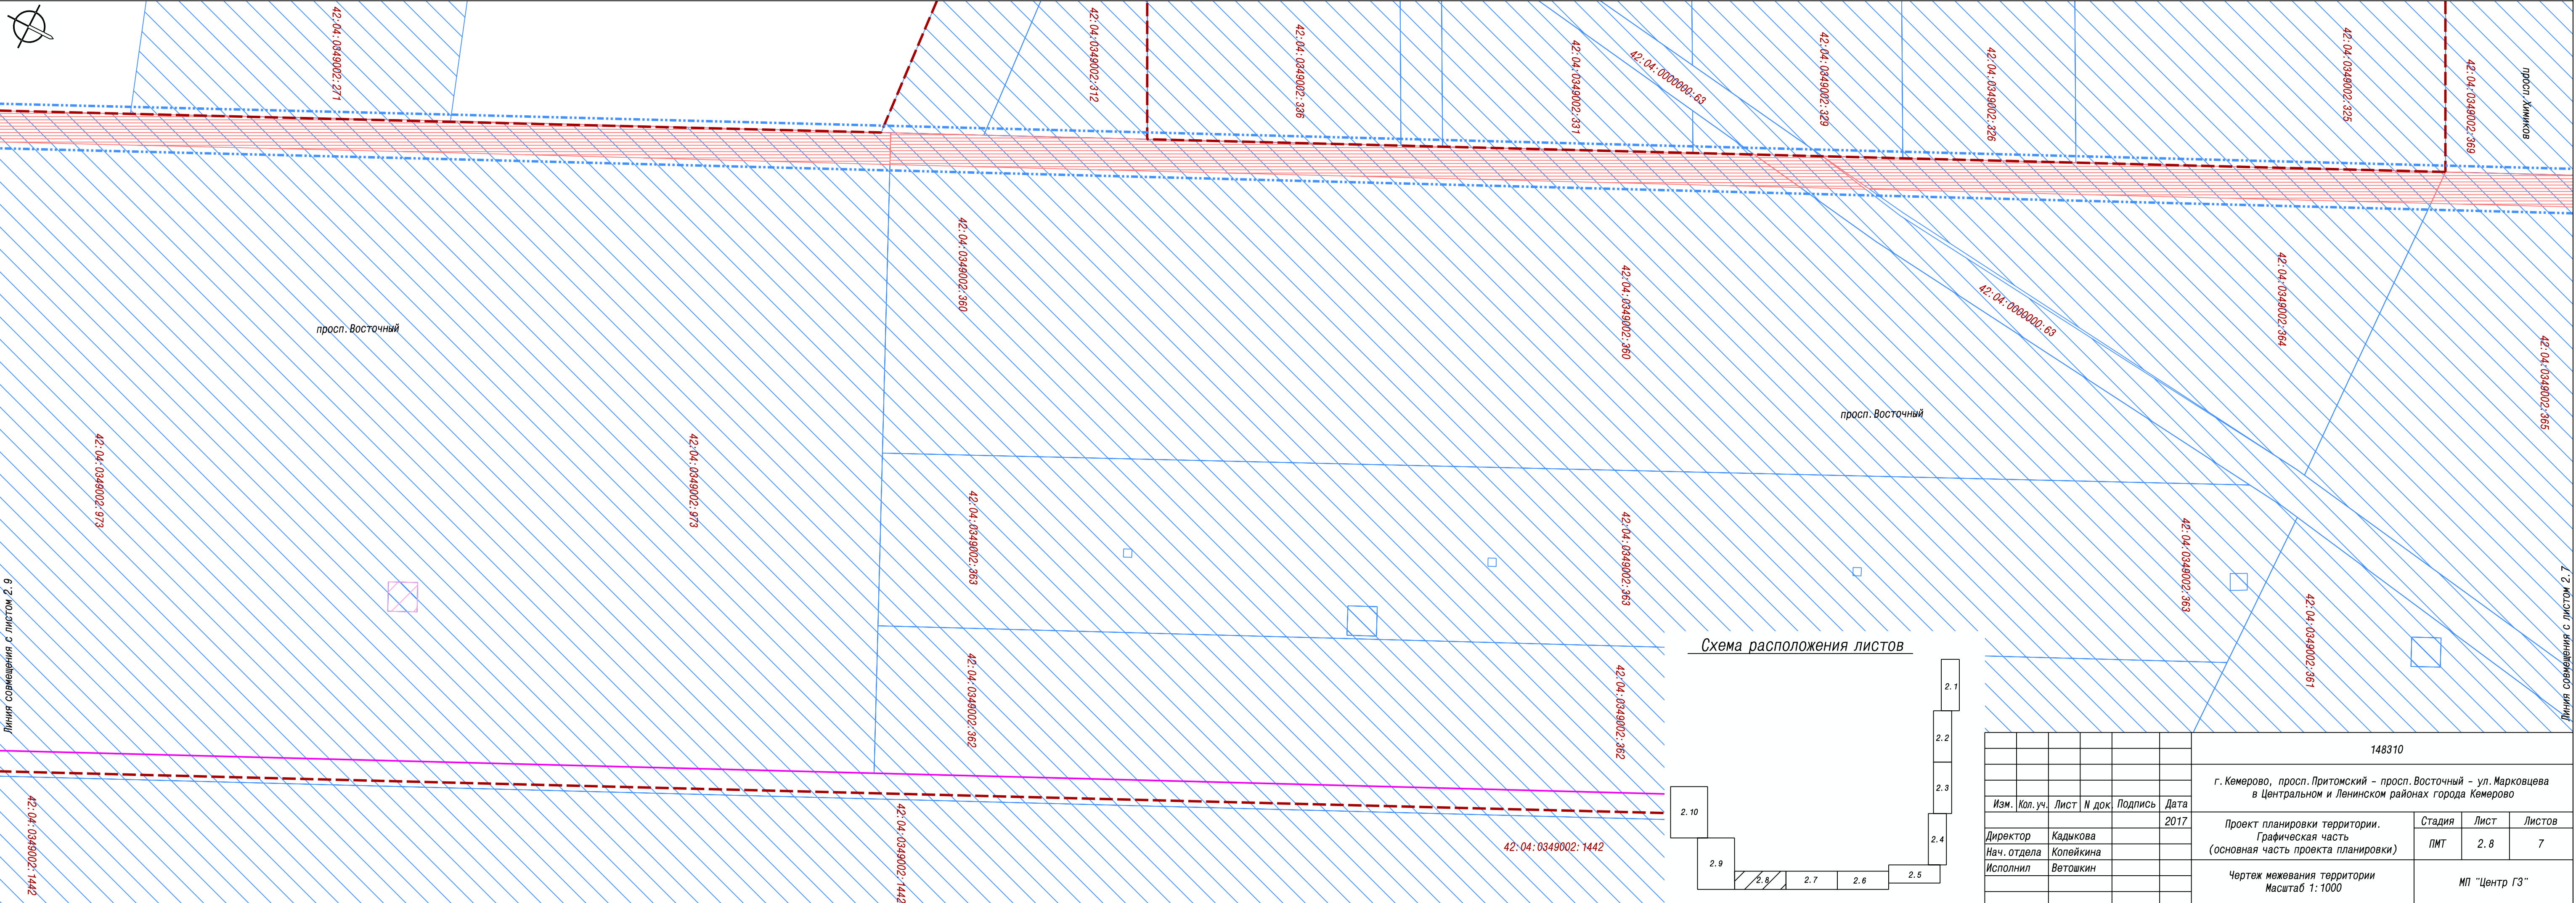 42:04:0349002:271
42:04:0349002:312
42:04:0349002:336
42:04:0349002:331
42:04:0000000:63
42:04:0349002:329
42:04:0349002:326
42:04:0349002:325
42:04:0349002:369
просп.Химиков
42:04:0349002:360
42:04:0349002:360
42:04:0349002:364
42:04:0000000:63
просп.Восточный
42:04:0349002:365
просп.Восточный
42:04:0349002:973
42:04:0349002:973
42:04:0349002:363
42:04:0349002:363
42:04:0349002:363
42:04:0349002:361
Линия совмещения с листом 2.9
Линия совмещения с листом 2.7
42:04:0349002:362
42:04:0349002:362
42:04:0349002:1442
42:04:0349002:1442
42:04:0349002:1442
Схема расположения листов
2.1
2.2
2.3
2.4
2.5
2.6
2.7
2.8
2.9
2.10
148310
г.Кемерово, просп.Притомский - просп.Восточный - ул.Марковцева
в Центральном и Ленинском районах города Кемерово
Изм. Кол.уч. Лист N док. Подпись Дата
2017
Директор Кадыкова
Нач.отдела Копейкина
Исполнил Ветошкин
Проект планировки территории.
Графическая часть
(основная часть проекта планировки)
Стадия Лист Листов
ПМТ 2.8 7
Чертеж межевания территории
Масштаб 1:1000
МП "Центр ГЗ"